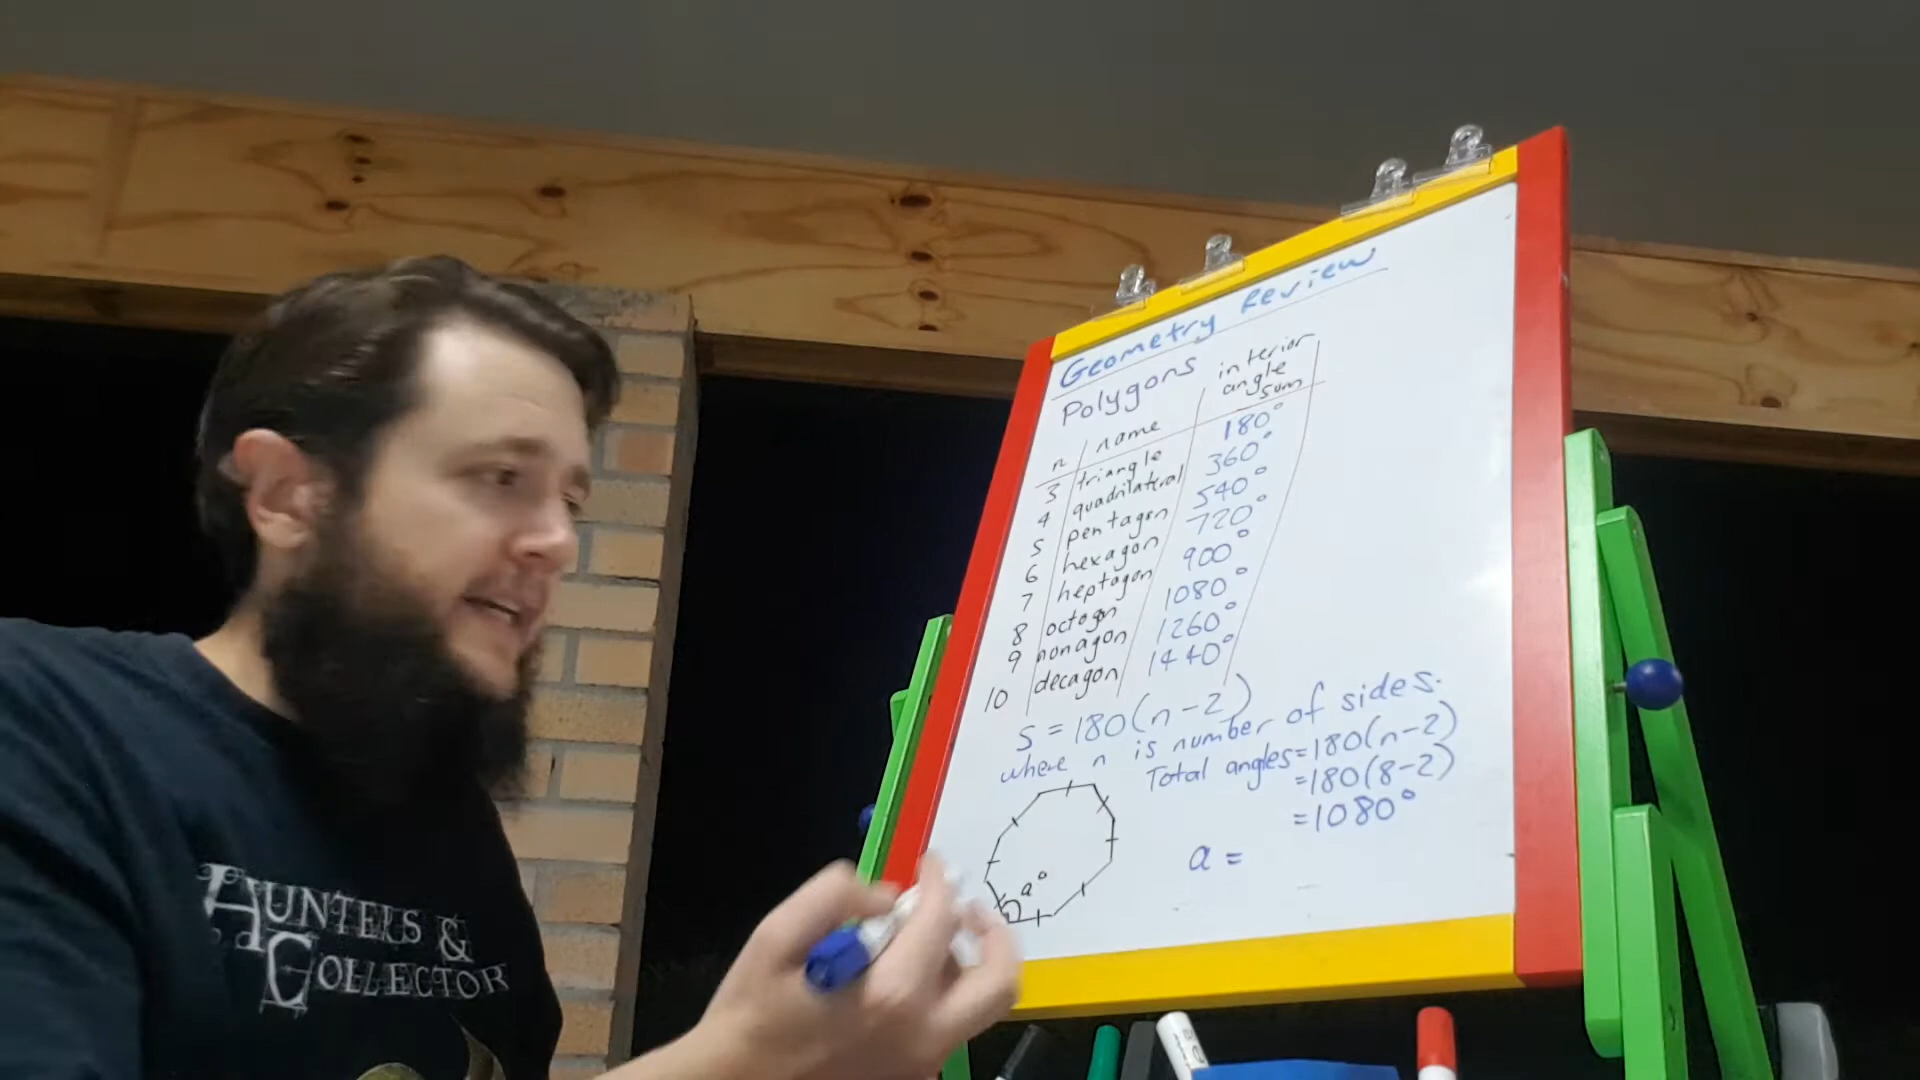 Geometry Review
Polygons
n name interior angle sum
3 triangle 180°
4 quadrilateral 360°
5 pentagon 540°
6 hexagon 720°
7 heptagon 900°
8 octogn 1080°
9 nonagon 1260°
10 decagon 1440°
S = 180(n-2)
where n is number of sides.
Total angles = 180(n-2)
= 180(8-2)
= 1080°
a =
a°
HUNTERS &
COLLECTOR